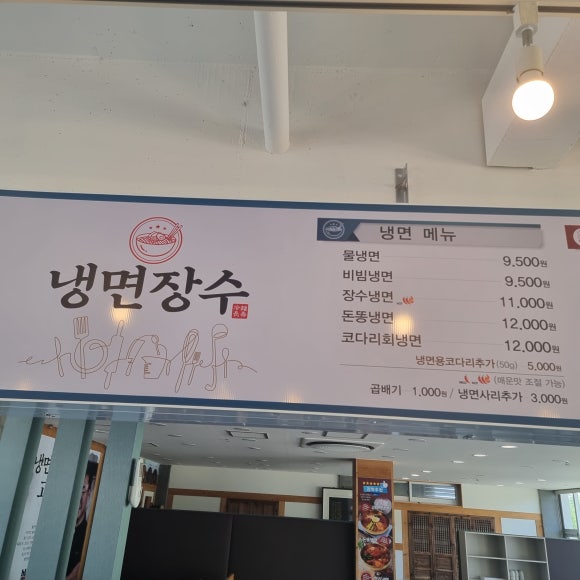 냉면장수
냉면 메뉴
물냉면 9.500원
비빔냉면 9.500원
장수냉면 11,000원
돈똥냉면 12,000원
코다리회냉면 12,000원
냉면용코다리추가(50g) 5,000원
(매운맛 조절 가능)
곱배기 1,000원 / 냉면사리추가 3,000원
냉면